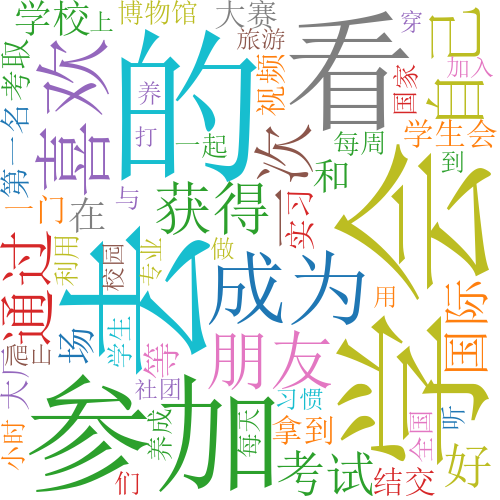 学校
上
博物馆
大赛
旅游
穿
加入
的
看
自己
喜欢
养
打
视频
国家
考取
第一名
一起
次
每周
学生会
到
一门
在
与
获得
和
实习
学会
通过
利用
校园
专业
做
去
成为
用
国际
场
学生
等
朋友
大厂
社团
习惯
听
小时
参加
养成
每天
拿到
全国
好
们
考试
结交